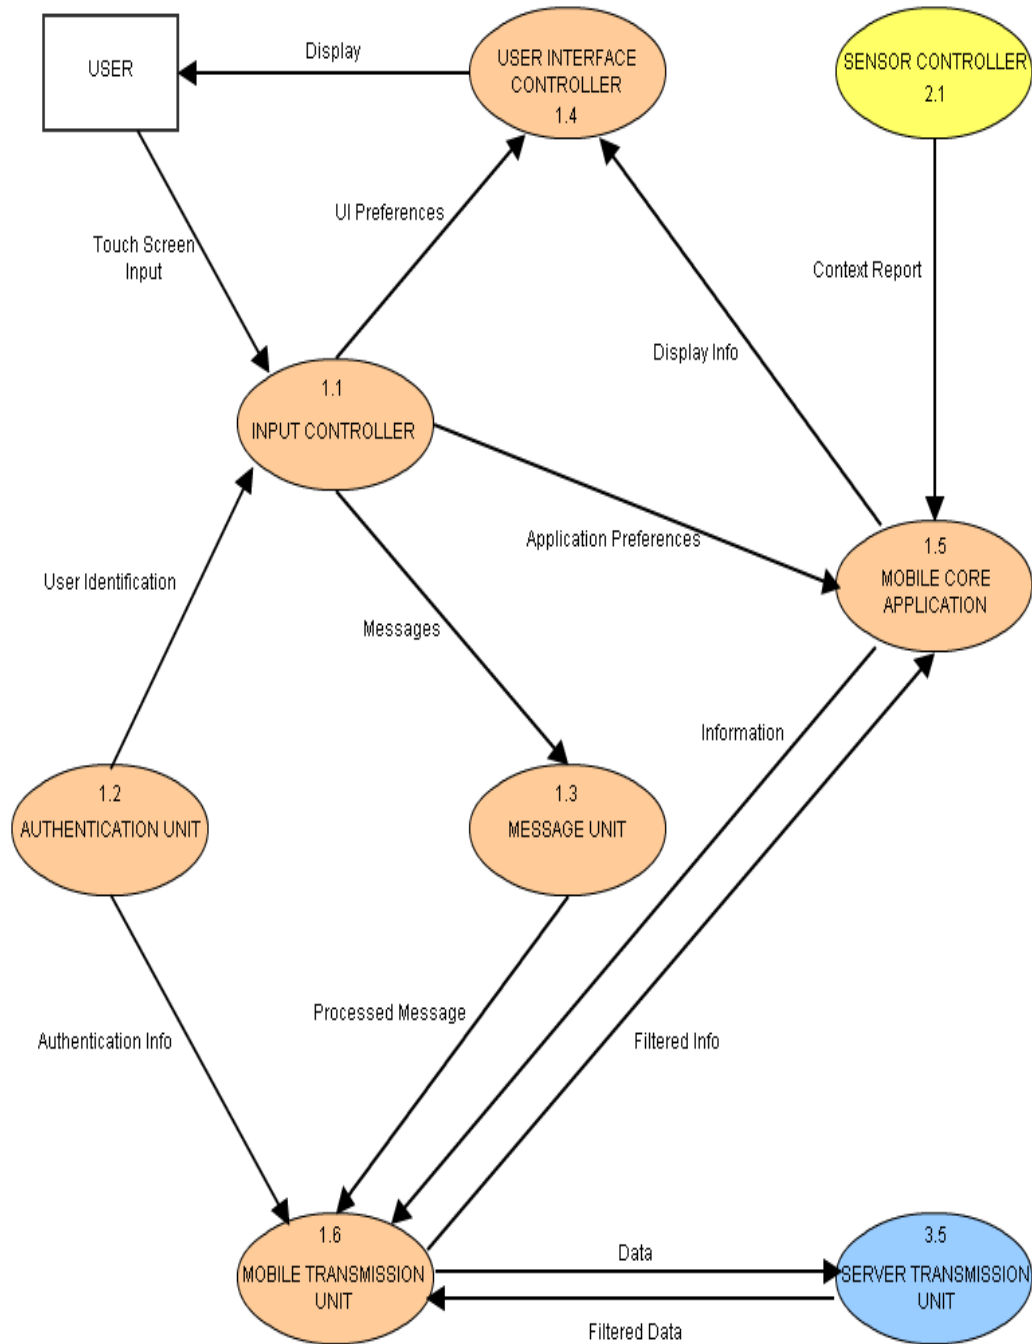 Display
USER
USER INTERFACE
CONTROLLER
1.4
SENSOR CONTROLLER
2.1
UI Preferences
Touch Screen
Input
Context Report
Display Info
1.1
INPUT CONTROLLER
Application Preferences
1.5
MOBILE CORE
APPLICATION
User Identification
Messages
Information
1.2
AUTHENTICATION UNIT
1.3
MESSAGE UNIT
Processed Message
Authentication Info
Filtered Info
1.6
MOBILE TRANSMISSION
UNIT
Data
3.5
SERVER TRANSMISSION
UNIT
Filtered Data